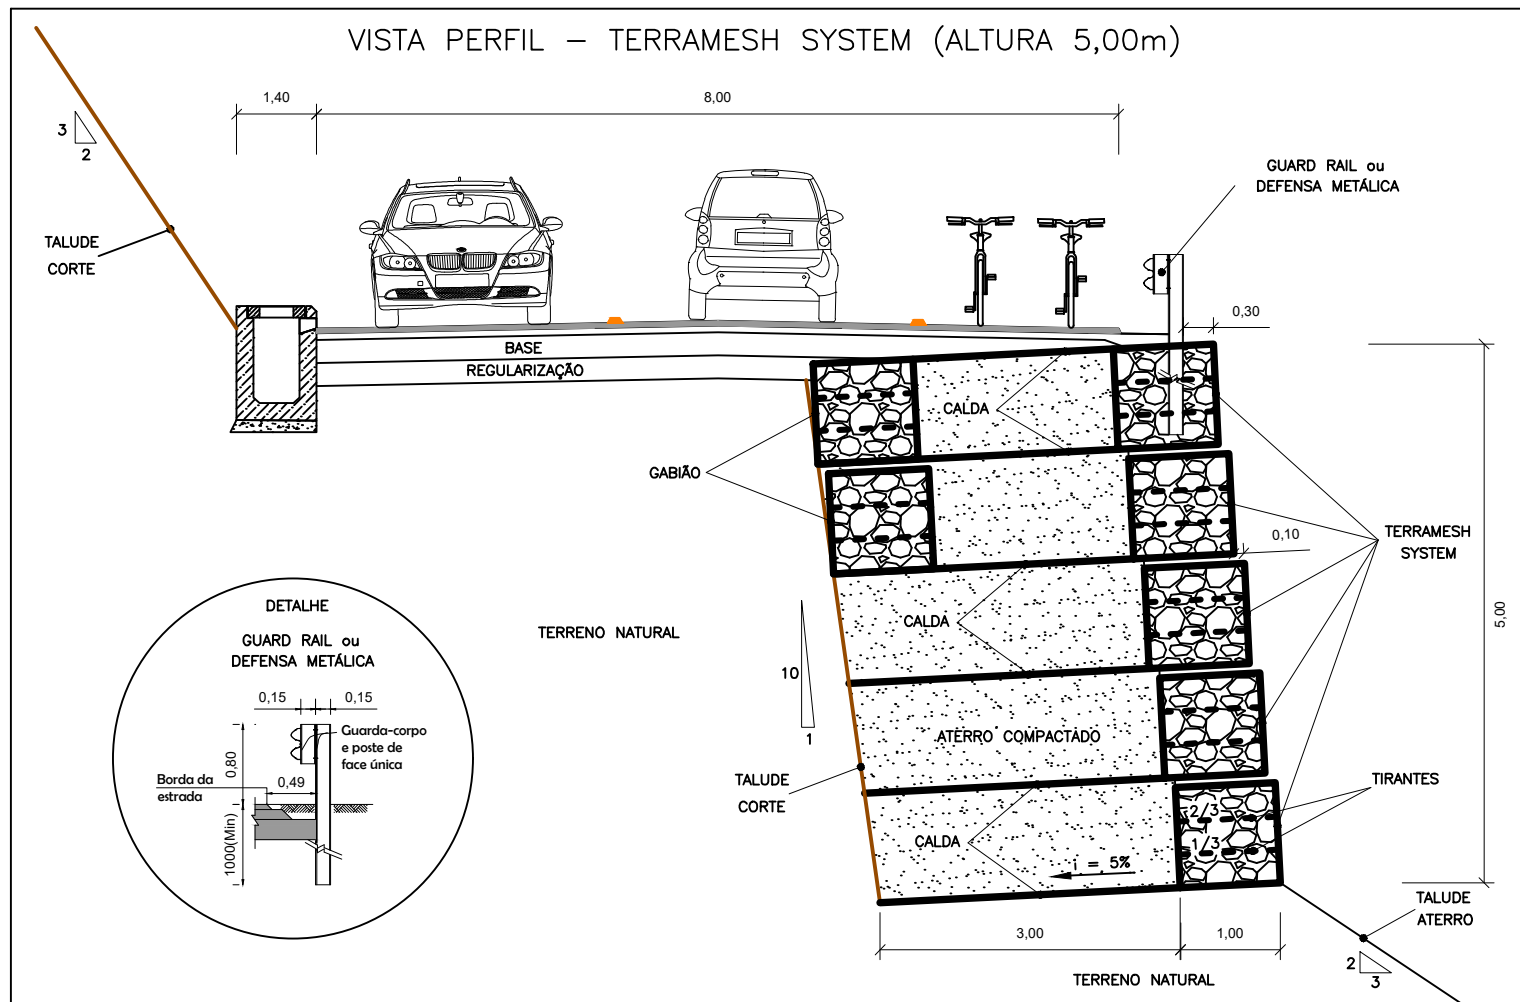 VISTA PERFIL – TERRAMESH SYSTEM (ALTURA 5,00m)
1,40
8,00
3
2
GUARD RAIL ou
DEFENSA METÁLICA
TALUDE
CORTE
0,30
BASE
REGULARIZAÇÃO
CALDA
GABIÃO
TERRAMESH
SYSTEM
0,10
5,00
DETALHE
GUARD RAIL ou
DEFENSA METÁLICA
TERRENO NATURAL
CALDA
10
1
0,15
0,15
Guarda-corpo
e poste de
face única
0,80
0,49
Borda da
estrada
1000(Min)
ATERRO COMPACTADO
TALUDE
CORTE
TIRANTES
2/3
1/3
CALDA
i = 5%
TALUDE
ATERRO
3,00
1,00
2
3
TERRENO NATURAL